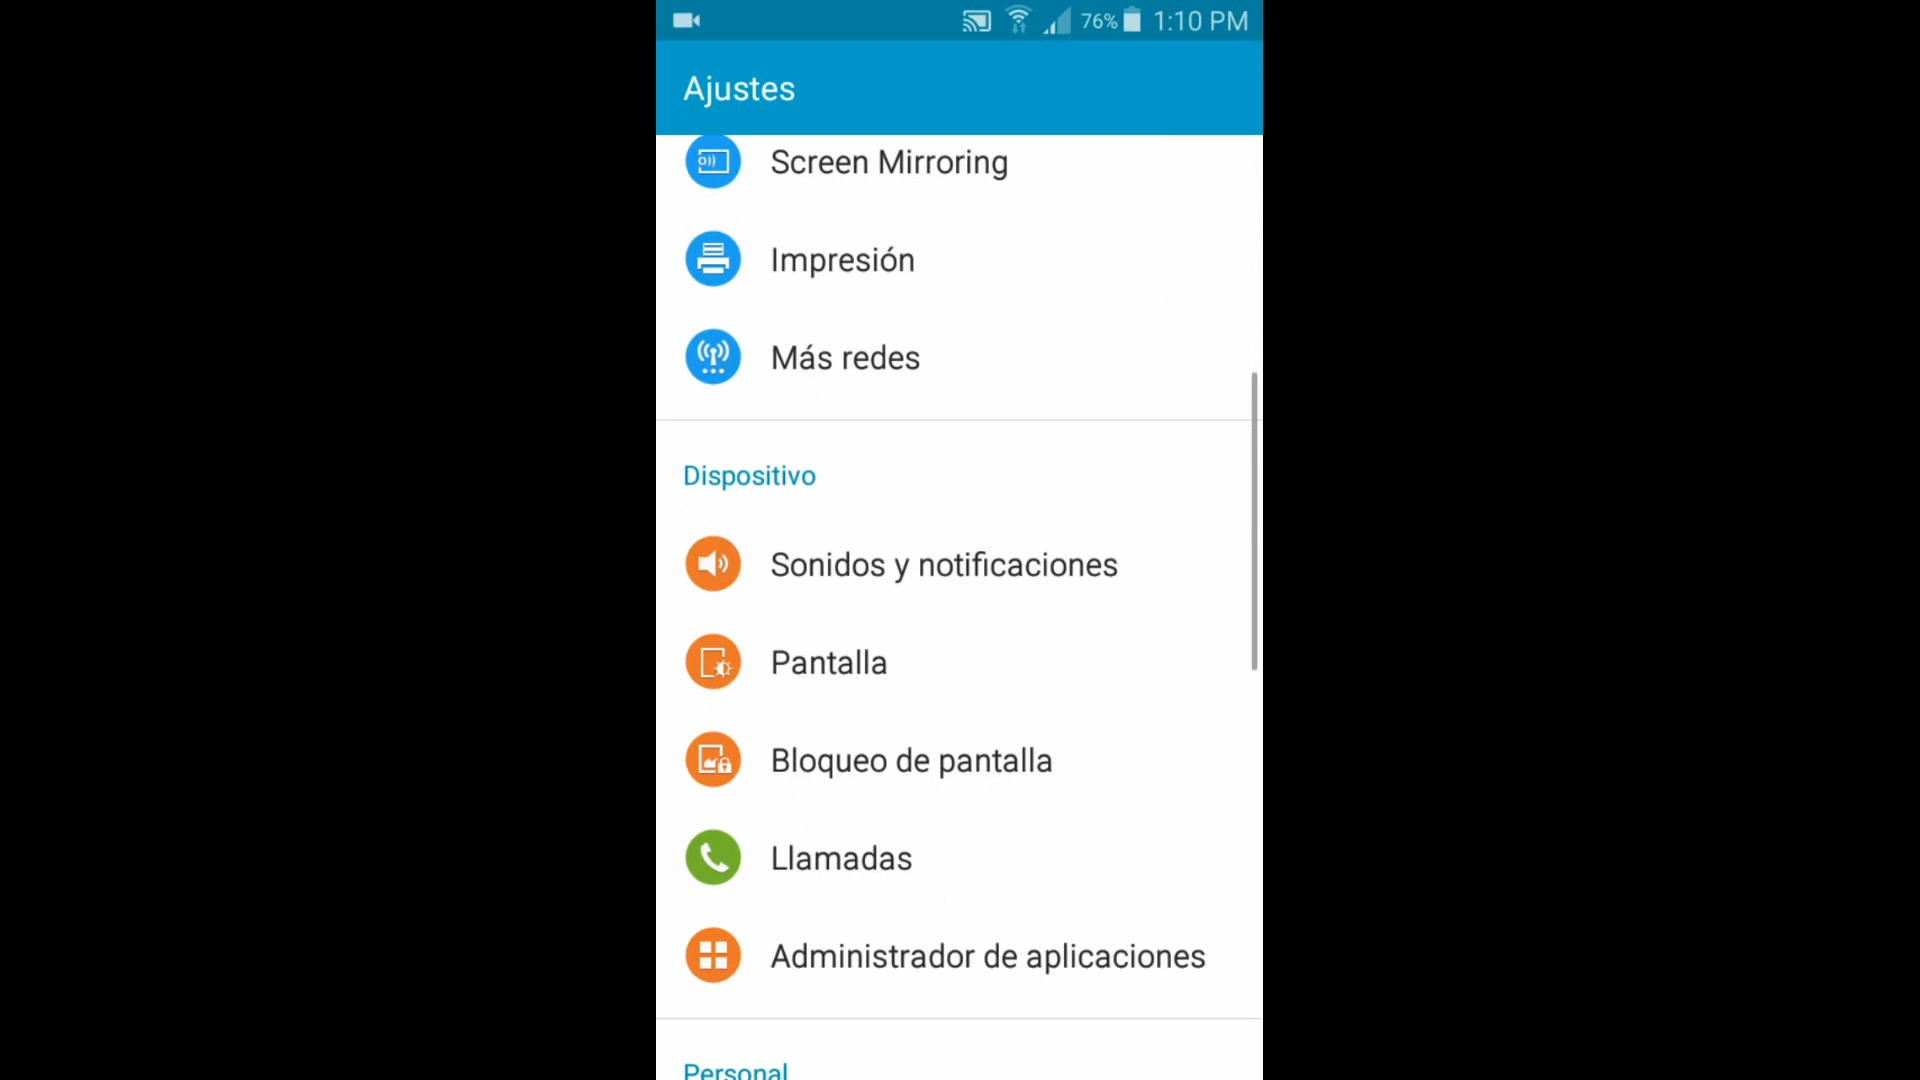 76% 1:10 PM
Ajustes
Screen Mirroring
Impresión
Más redes
Dispositivo
Sonidos y notificaciones
Pantalla
Bloqueo de pantalla
Llamadas
Administrador de aplicaciones
Personal